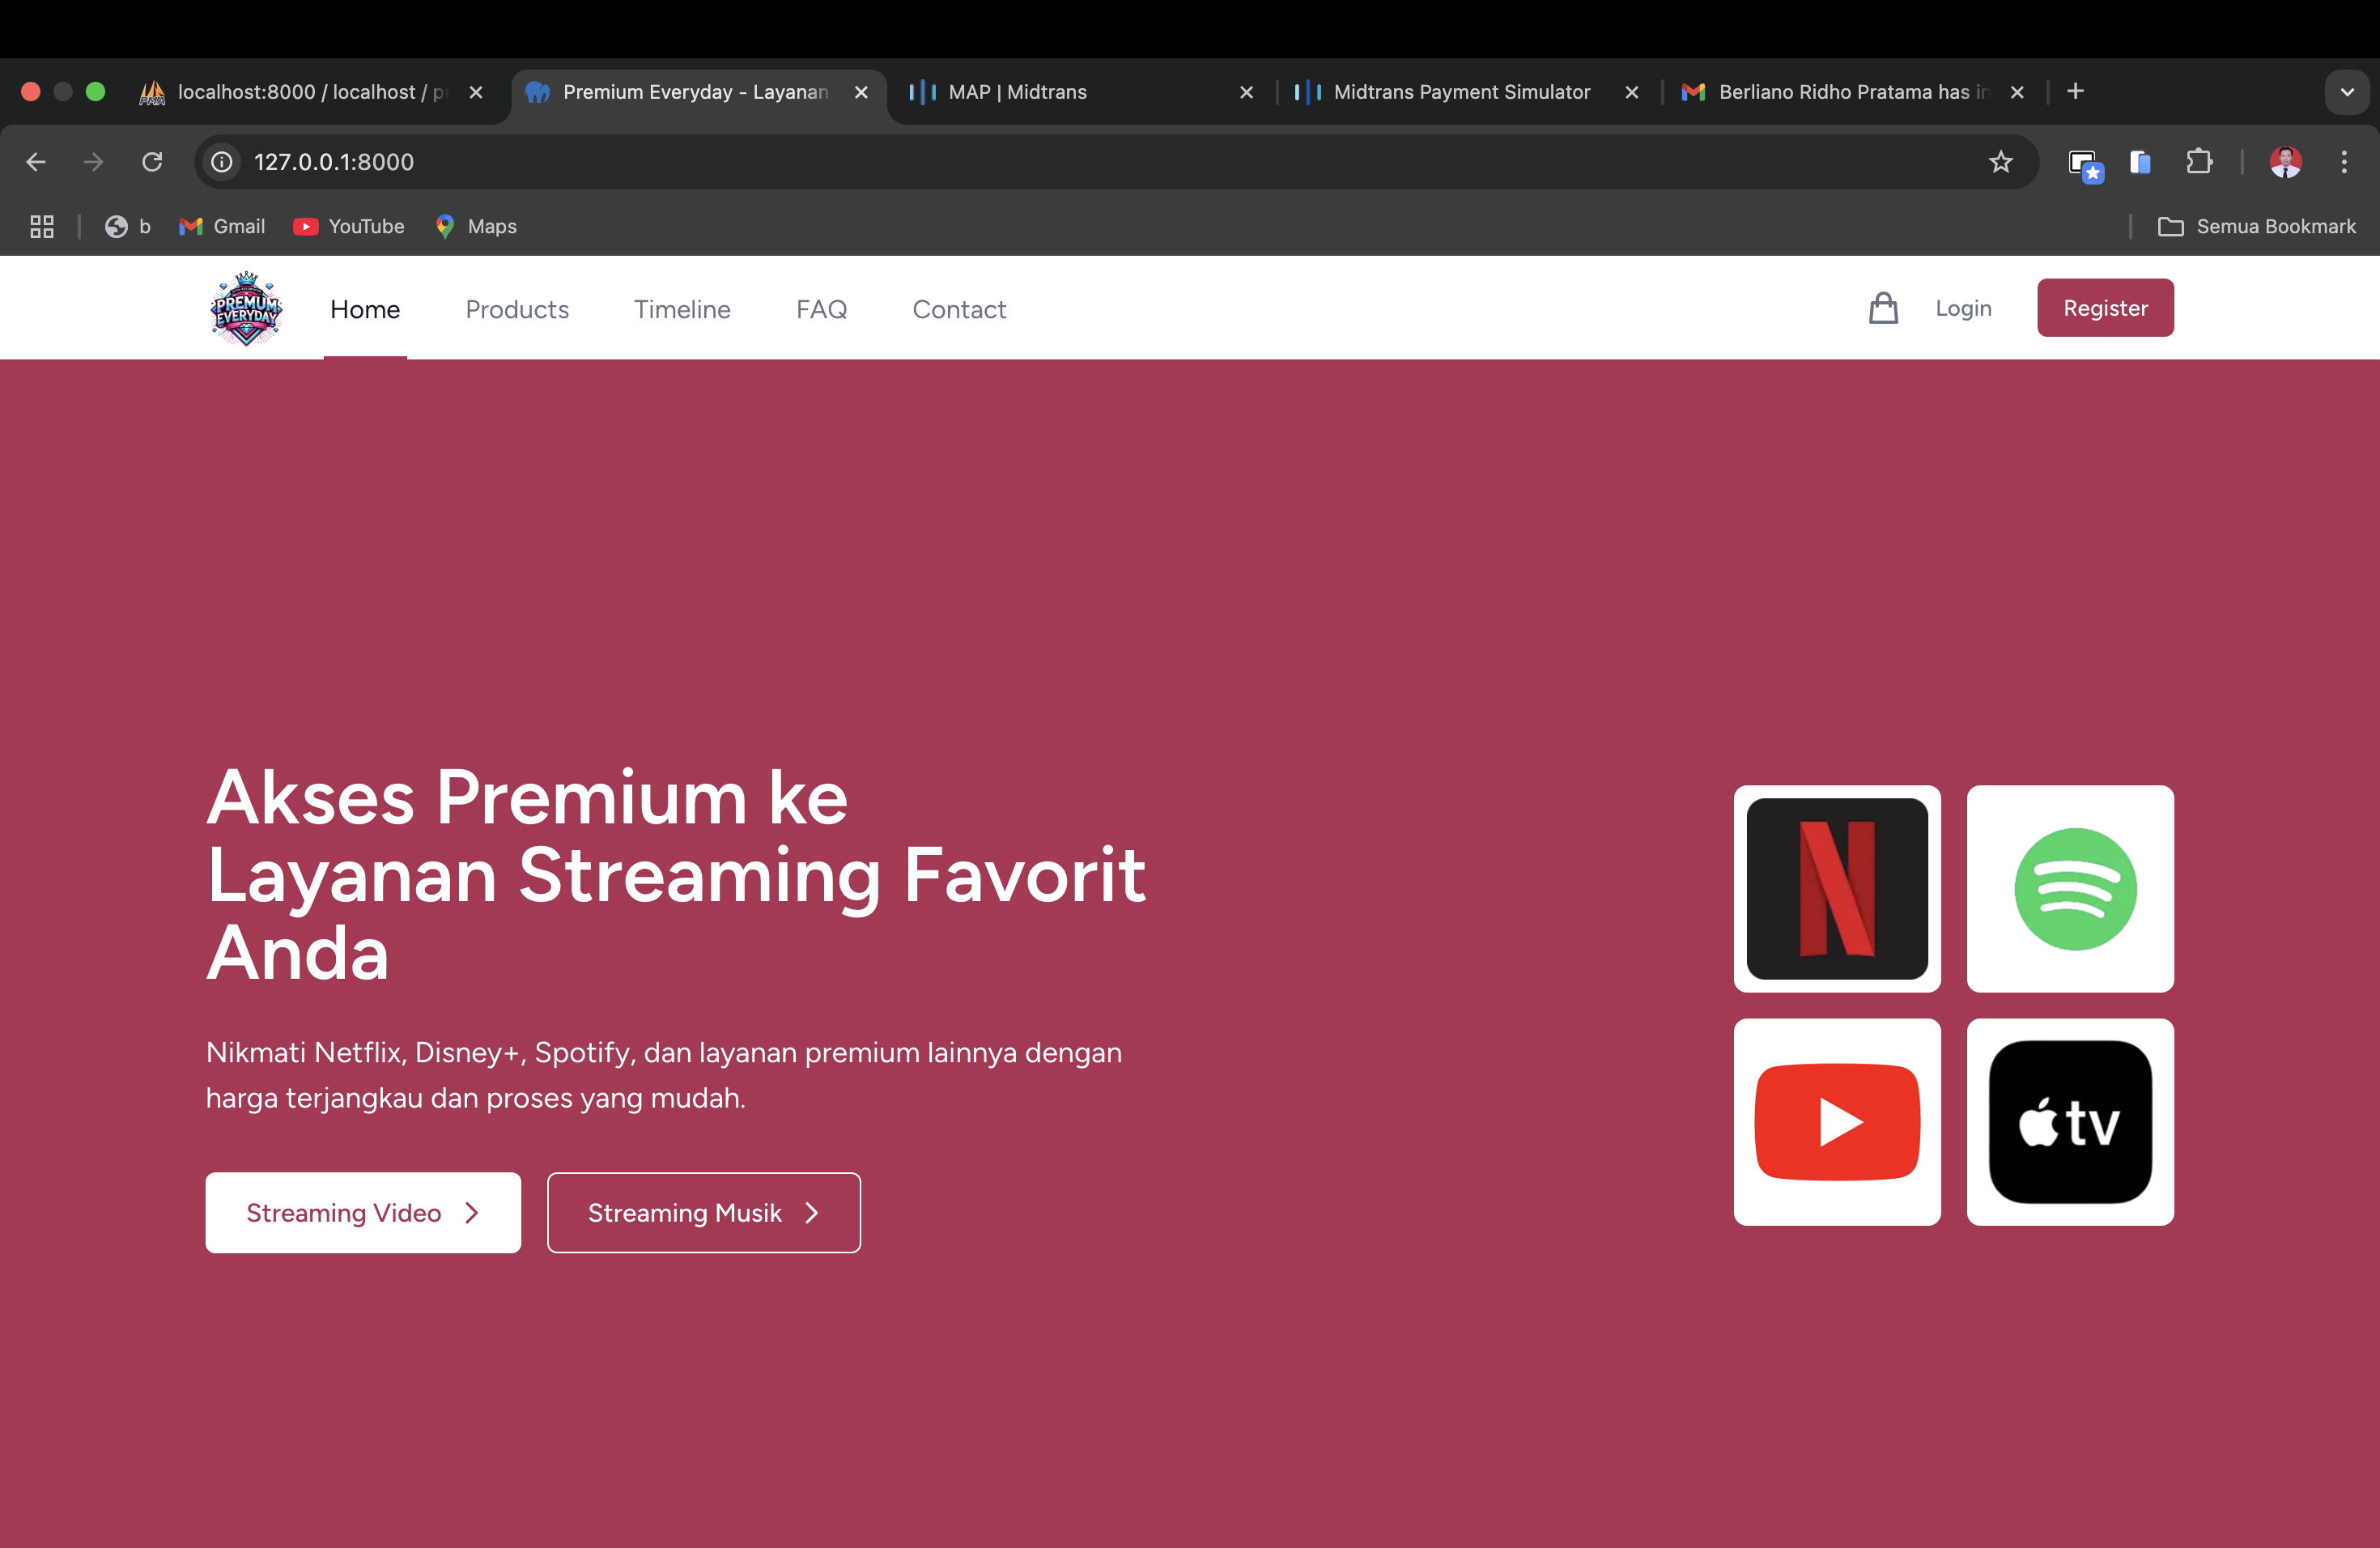 localhost:8000 / localhost / p
Premium Everyday - Layanan
MAP | Midtrans
Midtrans Payment Simulator
Berliano Ridho Pratama has in
127.0.0.1:8000
b
Gmail
YouTube
Maps
Semua Bookmark
PREMIUM
EVERYDAY
Home
Products
Timeline
FAQ
Contact
Login
Register
Akses Premium ke
Layanan Streaming Favorit
Anda
Nikmati Netflix, Disney+, Spotify, dan layanan premium lainnya dengan
harga terjangkau dan proses yang mudah.
Streaming Video
Streaming Musik
N
tv